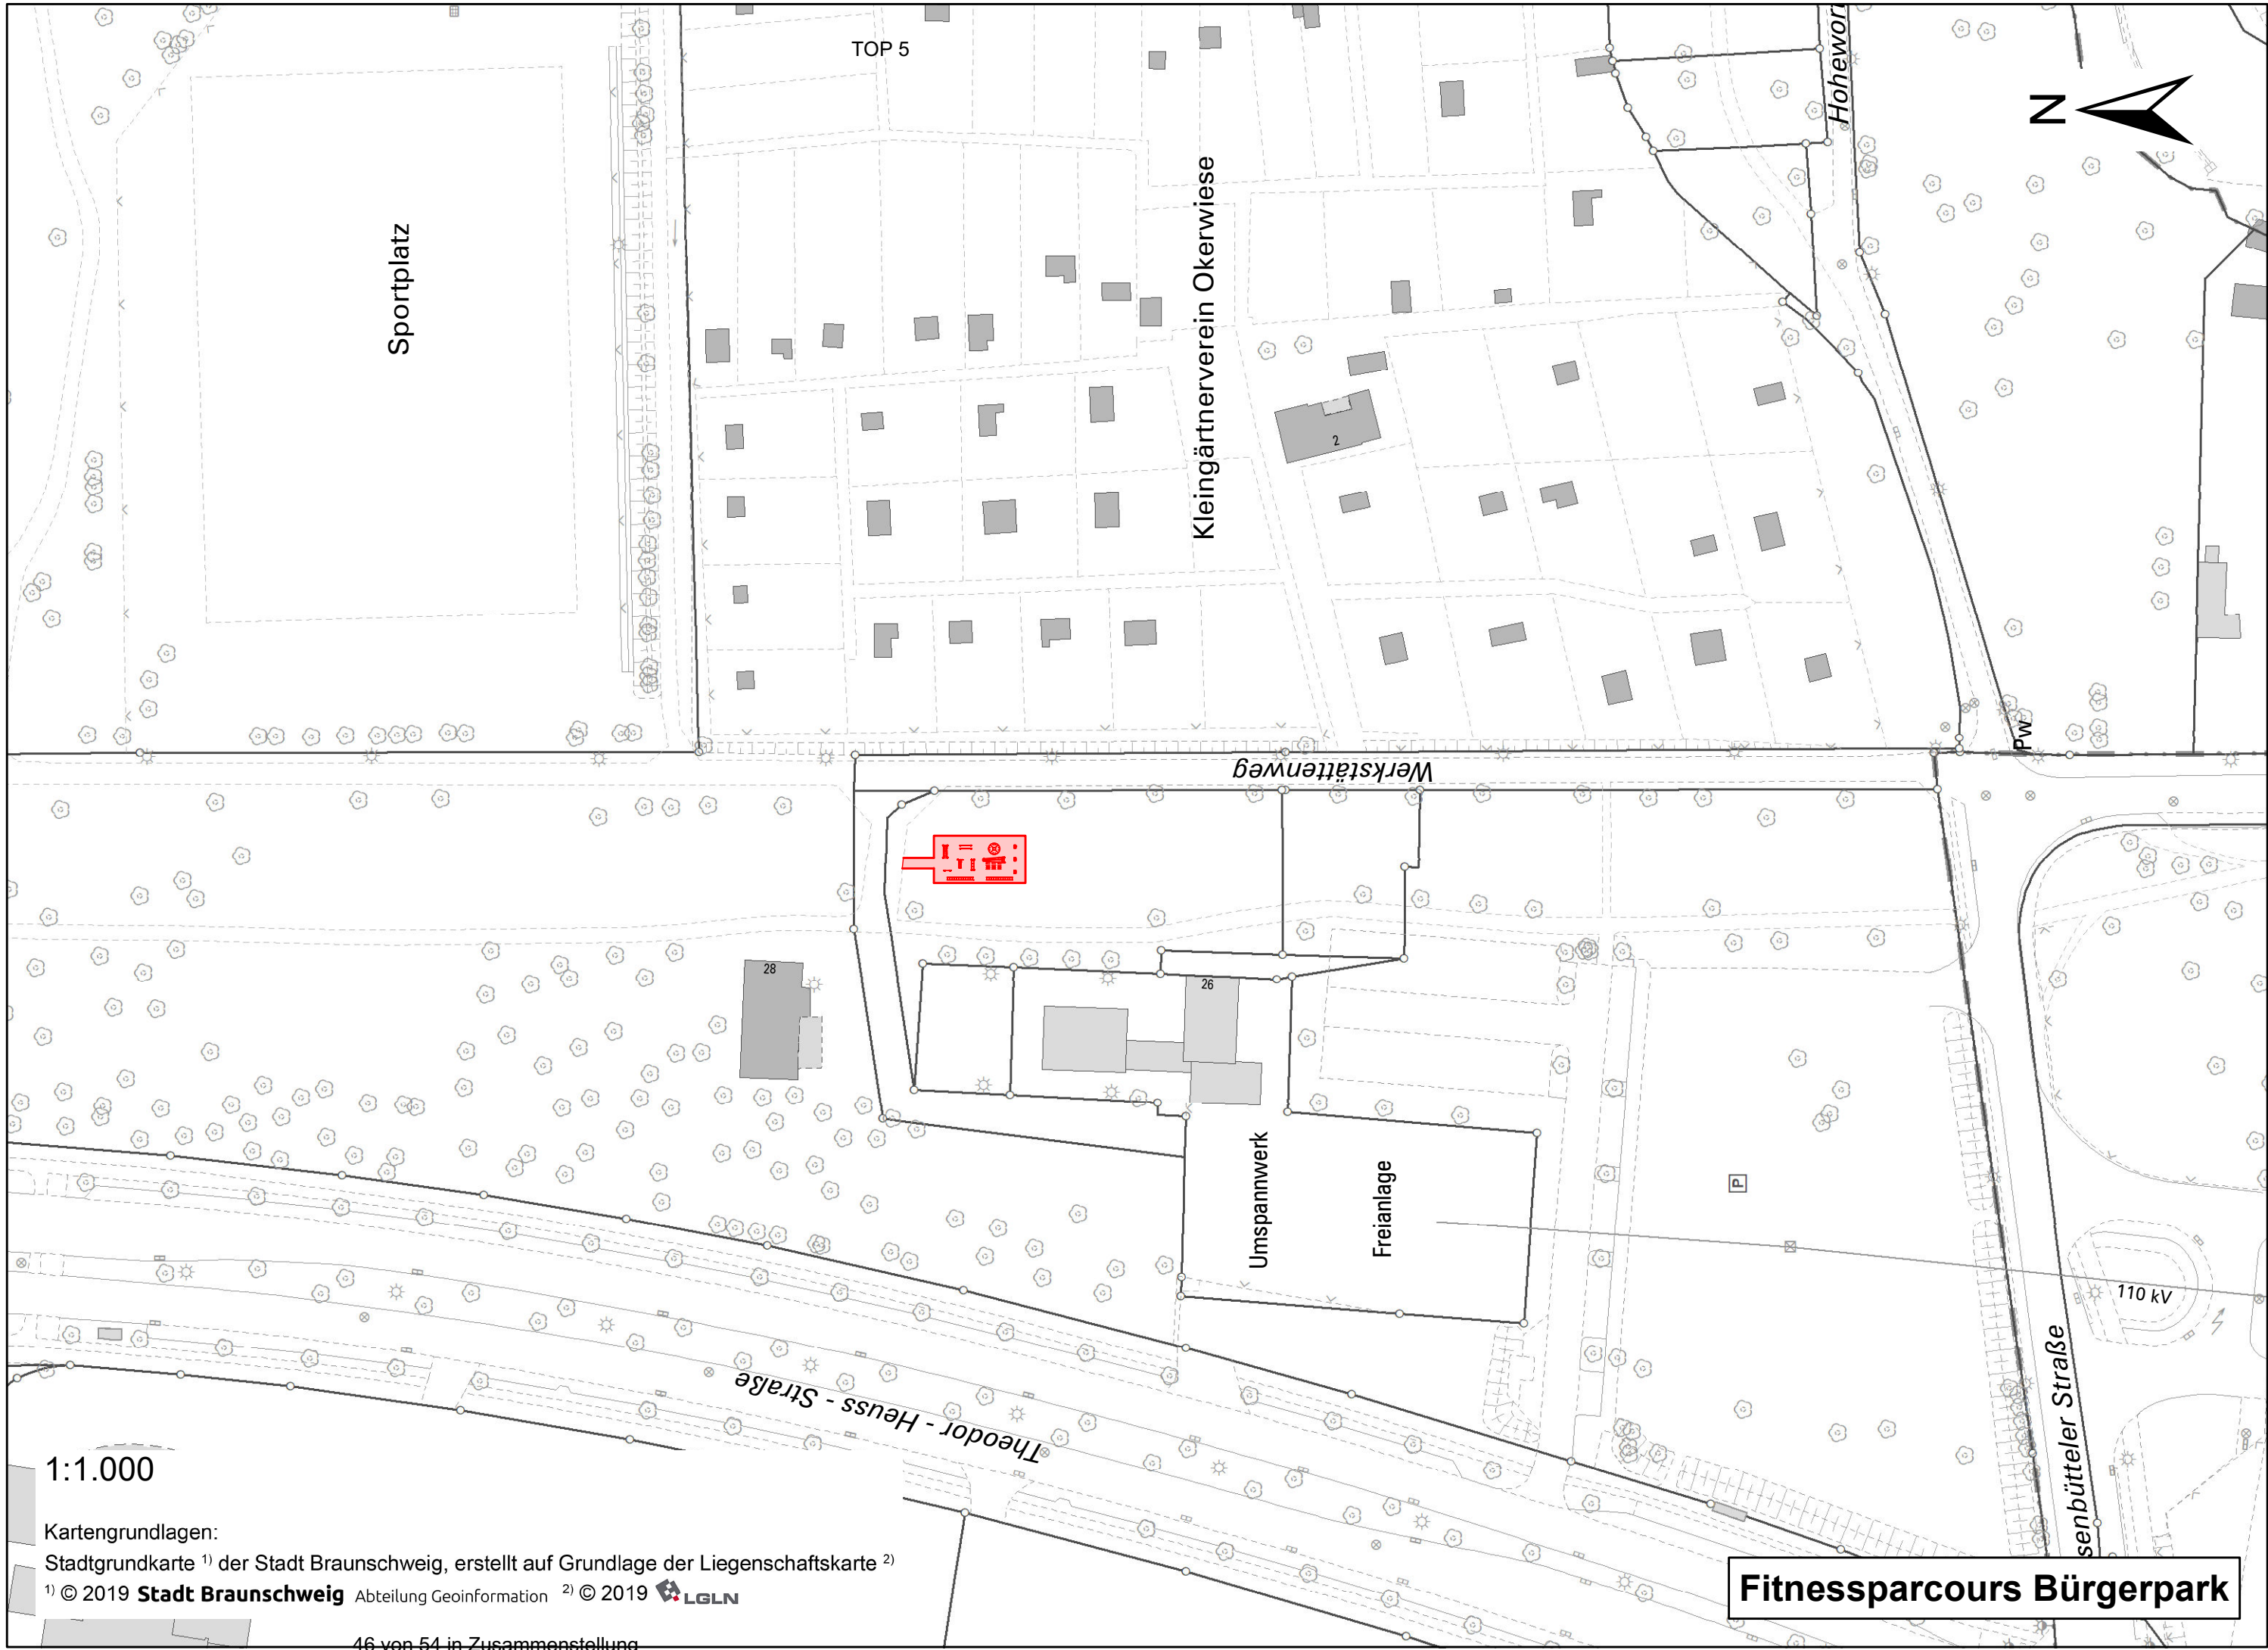 TOP 5
Hohewor
N
Sportplatz
Kleingärtnerverein Okerwiese
2
Werkstättenweg
Pw
28
26
Umspannwerk
Freianlage
P
110 kV
Theodor - Heuss - Straße
senbütteler Straße
1:1.000
Kartengrundlagen:
Stadtgrundkarte 1) der Stadt Braunschweig, erstellt auf Grundlage der Liegenschaftskarte 2)
1) © 2019 Stadt Braunschweig Abteilung Geoinformation 2) © 2019 LGLN
Fitnessparcours Bürgerpark
46 von 54 in Zusammenstellung